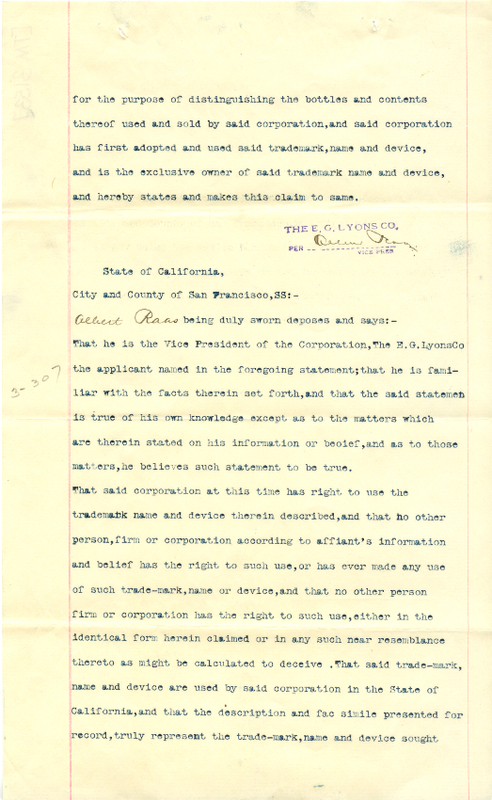 for the purpose of distinguishing the bottles and contents
thereof used and sold by said corporation,and said corporation
has first adopted and used said trademark,name and device,
and is the exclusive owner of said trademark name and device,
and hereby states and makes this claim to same.
THE E. G. LYONS CO.
PER
VICE PRES
State of California,
City and County of San Francisco,SS:-
Albert Raas being duly sworn deposes and says:-
That he is the Vice President of the Corporation,The E.G.LyonsCo
the applicant named in the foregoing statement;that he is fami-
3-307
liar with the facts therein set forth,and that the said statemen
is true of his own knowledge except as to the matters which
are therein stated on his information or beoief,and as to those
matters,he believes such statement to be true.
That said corporation at this time has right to use the
trademark name and device therein described,and that no other
person,firm or corporation according to affiant's information
and belief has the right to such use,or has ever made any use
of such trade-mark,name or device,and that no other person
firm or corporation has the right to such use,either in the
identical form herein claimed or in any such near resemblance
thereto as might be calculated to deceive .That said trade-mark,
name and device are used by said corporation in the State of
California,and that the description and fac simile presented for
record,truly represent the trade-mark,name and device sought